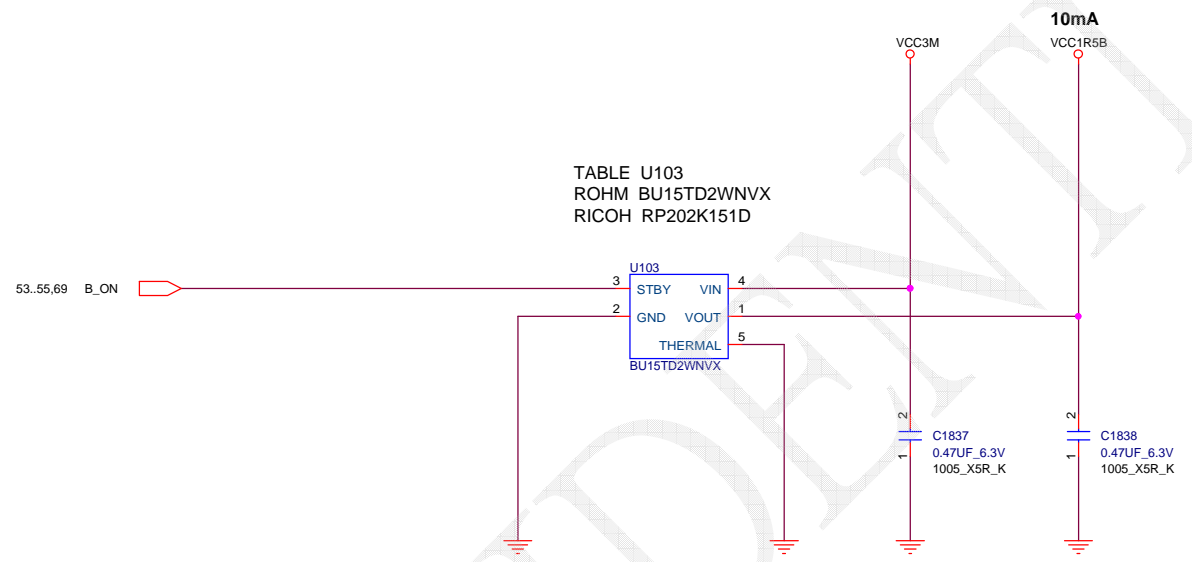 10mA
VCC3M
VCC1R5B
TABLE U103
ROHM BU15TD2WNVX
RICOH RP202K151D
U103
53..55,69 B_ON
3 STBY VIN 4
2 GND VOUT 1
THERMAL 5
BU15TD2WNVX
2
C1837
0.47UF_6.3V
1005_X5R_K
1
2
C1838
0.47UF_6.3V
1005_X5R_K
1
DENTI